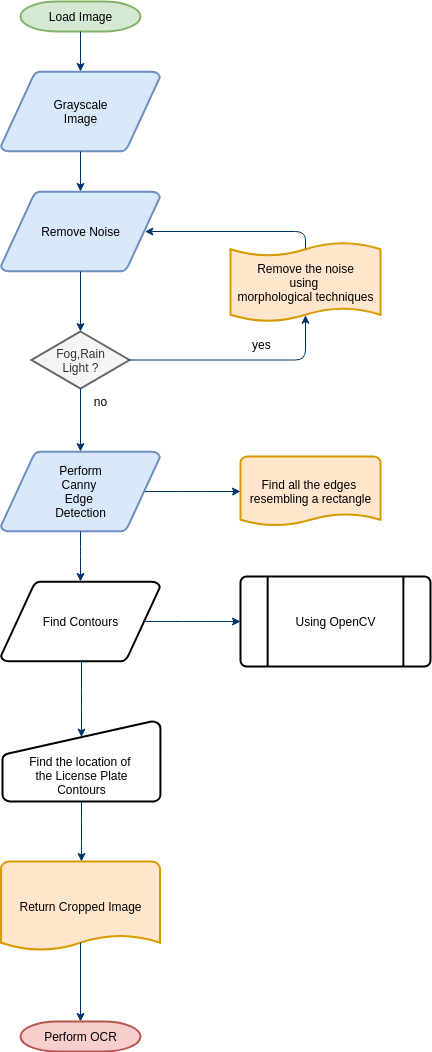 Load Image
Grayscale
Image
Remove Noise
Remove the noise
using
morphological techniques
Fog,Rain
Light ?
yes
no
Perform
Canny
Edge
Detection
Find all the edges
resembling a rectangle
Find Contours
Using OpenCV
Find the location of
the License Plate
Contours
Return Cropped Image
Perform OCR